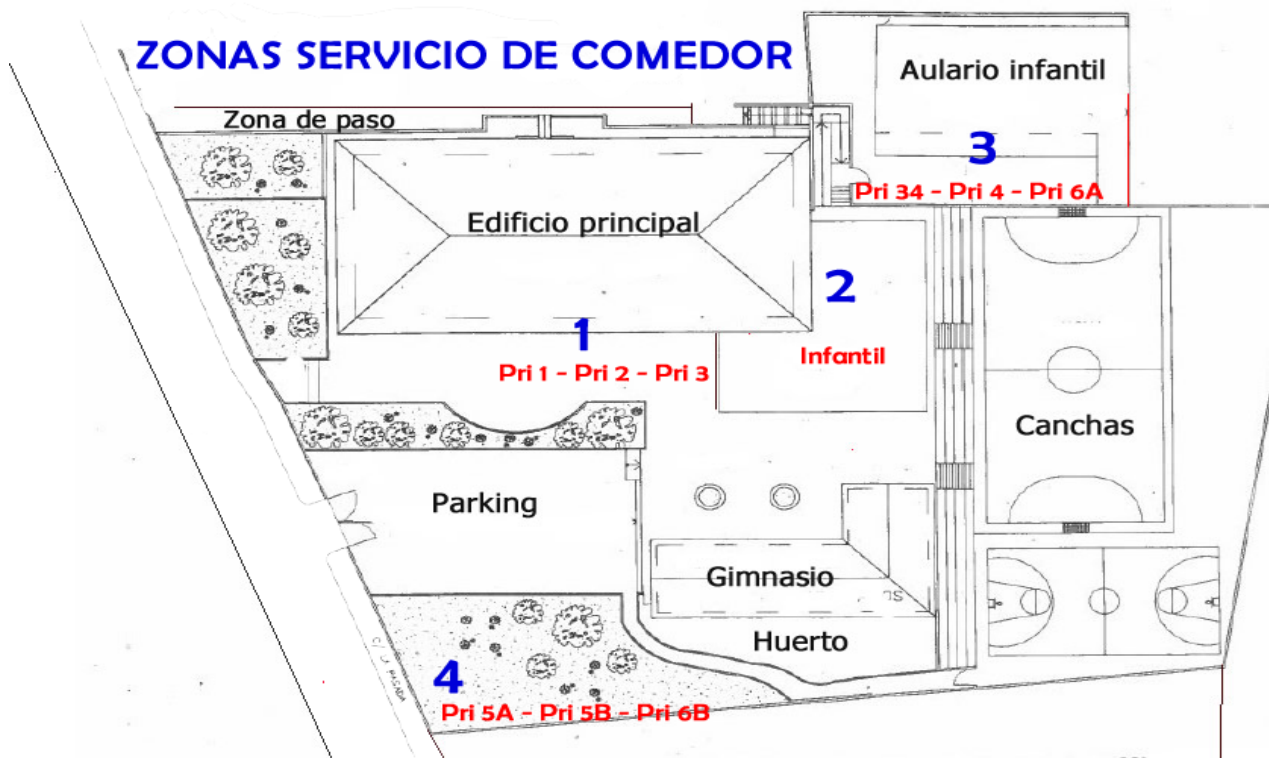 ZONAS SERVICIO DE COMEDOR
Aulario infantil
Zona de paso
3
Pri 34 - Pri 4 - Pri 6A
Edificio principal
2
1
Infantil
Pri 1 - Pri 2 - Pri 3
Canchas
Parking
Gimnasio
Huerto
4
Pri 5A - Pri 5B - Pri 6B